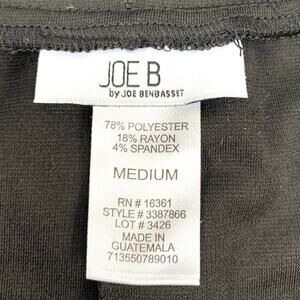 JOE B
by JOE BENBASSET
78% POLYESTER
18% RAYON
4% SPANDEX
MEDIUM
RN # 16361
STYLE # 3387866
LOT # 3426
MADE IN
GUATEMALA
713550789010